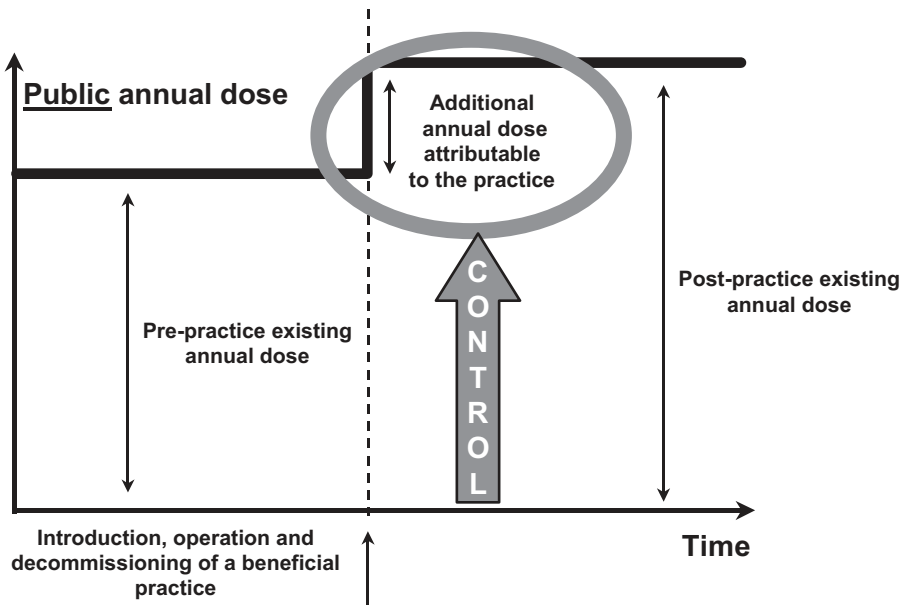 Public annual dose
Additional
annual dose
attributable
to the practice
CONTROL
Pre-practice existing
annual dose
Post-practice existing
annual dose
Time
Introduction, operation and
decommissioning of a beneficial
practice